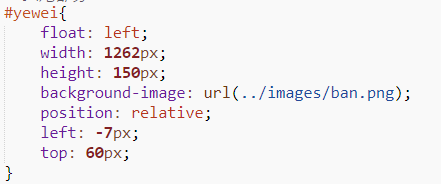 #yewei{
float: left;
width: 1262px;
height: 150px;
background-image: url(../images/ban.png);
position: relative;
left: -7px;
top: 60px;
}